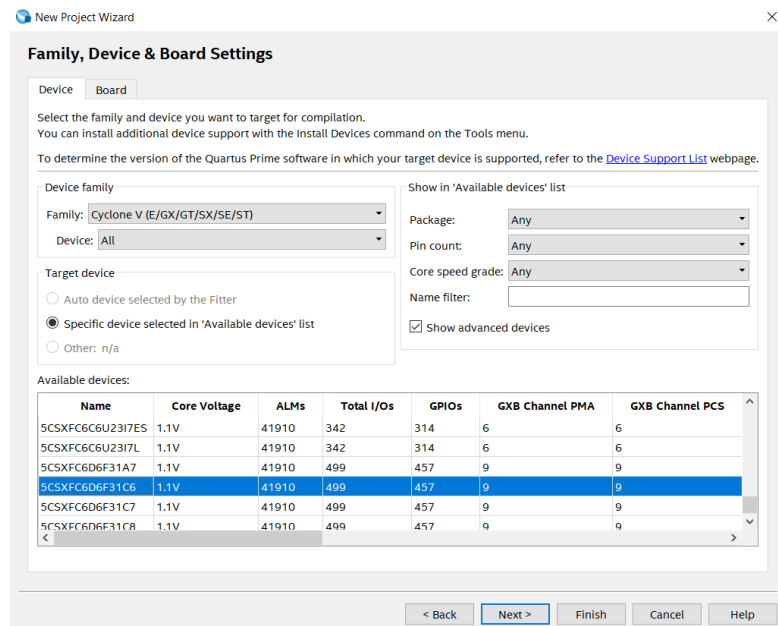 New Project Wizard
Family, Device & Board Settings
Device Board
Select the family and device you want to target for compilation.
You can install additional device support with the Install Devices command on the Tools menu.
To determine the version of the Quartus Prime software in which your target device is supported, refer to the Device Support List webpage.
Device family
Family: Cyclone V (E/GX/GT/SX/SE/ST)
Device: All
Target device
Auto device selected by the Fitter
Specific device selected in 'Available devices' list
Other: n/a
Show in 'Available devices' list
Package: Any
Pin count: Any
Core speed grade: Any
Name filter:
Show advanced devices
Available devices:
Name Core Voltage ALMs Total I/Os GPIOs GXB Channel PMA GXB Channel PCS
5CSXFC6C6U23I7ES 1.1V 41910 342 314 6 6
5CSXFC6C6U23I7L 1.1V 41910 342 314 6 6
5CSXFC6D6F31A7 1.1V 41910 499 457 9 9
5CSXFC6D6F31C6 1.1V 41910 499 457 9 9
5CSXFC6D6F31C7 1.1V 41910 499 457 9 9
5CSXFC6D6F31C8 1.1V 41910 499 457 9 9
< Back Next > Finish Cancel Help